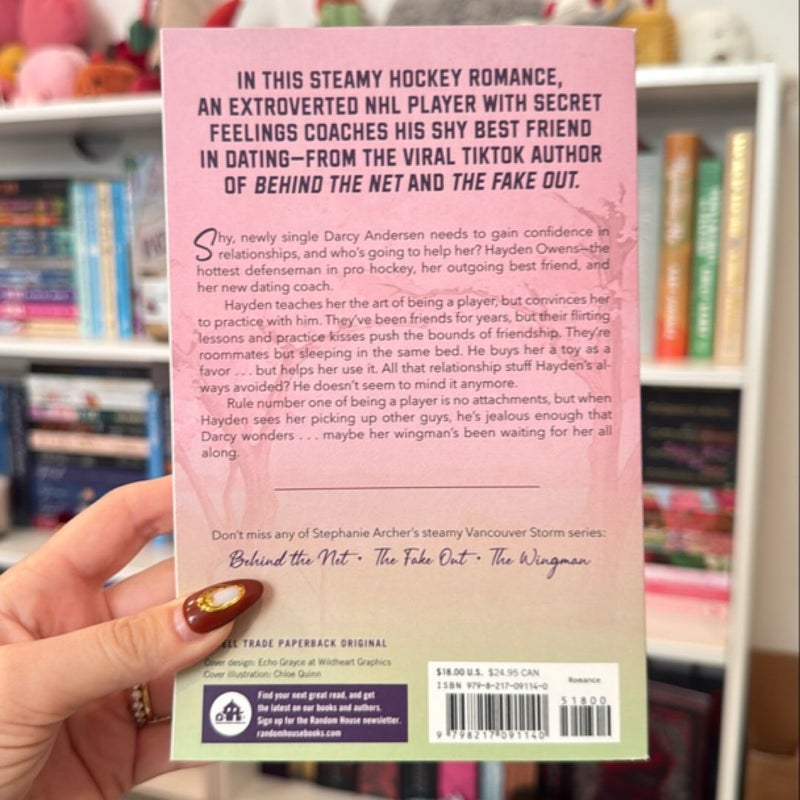 IN THIS STEAMY HOCKEY ROMANCE,
AN EXTROVERTED NHL PLAYER WITH SECRET
FEELINGS COACHES HIS SHY BEST FRIEND
IN DATING—FROM THE VIRAL TIKTOK AUTHOR
OF BEHIND THE NET AND THE FAKE OUT.
Shy, newly single Darcy Andersen needs to gain confidence in
relationships, and who's going to help her? Hayden Owens—the
hottest defenseman in pro hockey, her outgoing best friend, and
her new dating coach.
Hayden teaches her the art of being a player, but convinces her
to practice with him. They've been friends for years, but their flirting
lessons and practice kisses push the bounds of friendship. They're
roommates but sleeping in the same bed. He buys her a toy as a
favor . . . but helps her use it. All that relationship stuff Hayden's al-
ways avoided? He doesn't seem to mind it anymore.
Rule number one of being a player is no attachments, but when
Hayden sees her picking up other guys, he's jealous enough that
Darcy wonders . . . maybe her wingman's been waiting for her all
along.
Don't miss any of Stephanie Archer's steamy Vancouver Storm series:
Behind the Net • The Fake Out • The Wingman
ELL TRADE PAPERBACK ORIGINAL
Cover design: Echo Grayce at Wildheart Graphics
Cover illustration: Chloe Quinn
Find your next great read, and get
the latest on our books and authors.
Sign up for the Random House newsletter.
randomhousebooks.com
$18.00 U.S. $24.95 CAN
Romance
ISBN 979-8-217-09114-0
51800
9 798217 091140